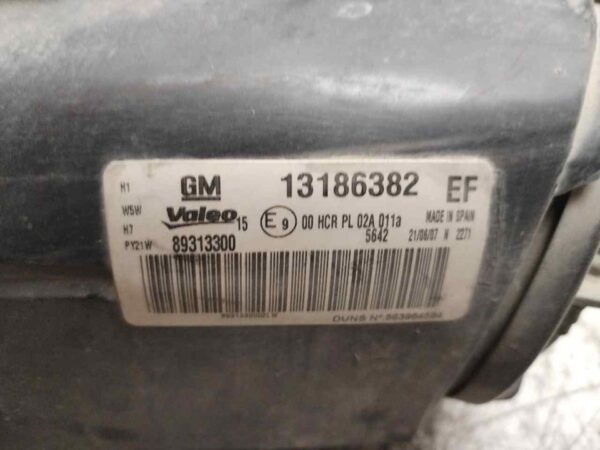 H1 GM 13186382 EF
W5W Valeo 15 E9 00 HCR PL 02A 011a MADE IN SPAIN
H7 5642 21/06/07 N 2271
PY21W 89313300
DUNS Nº